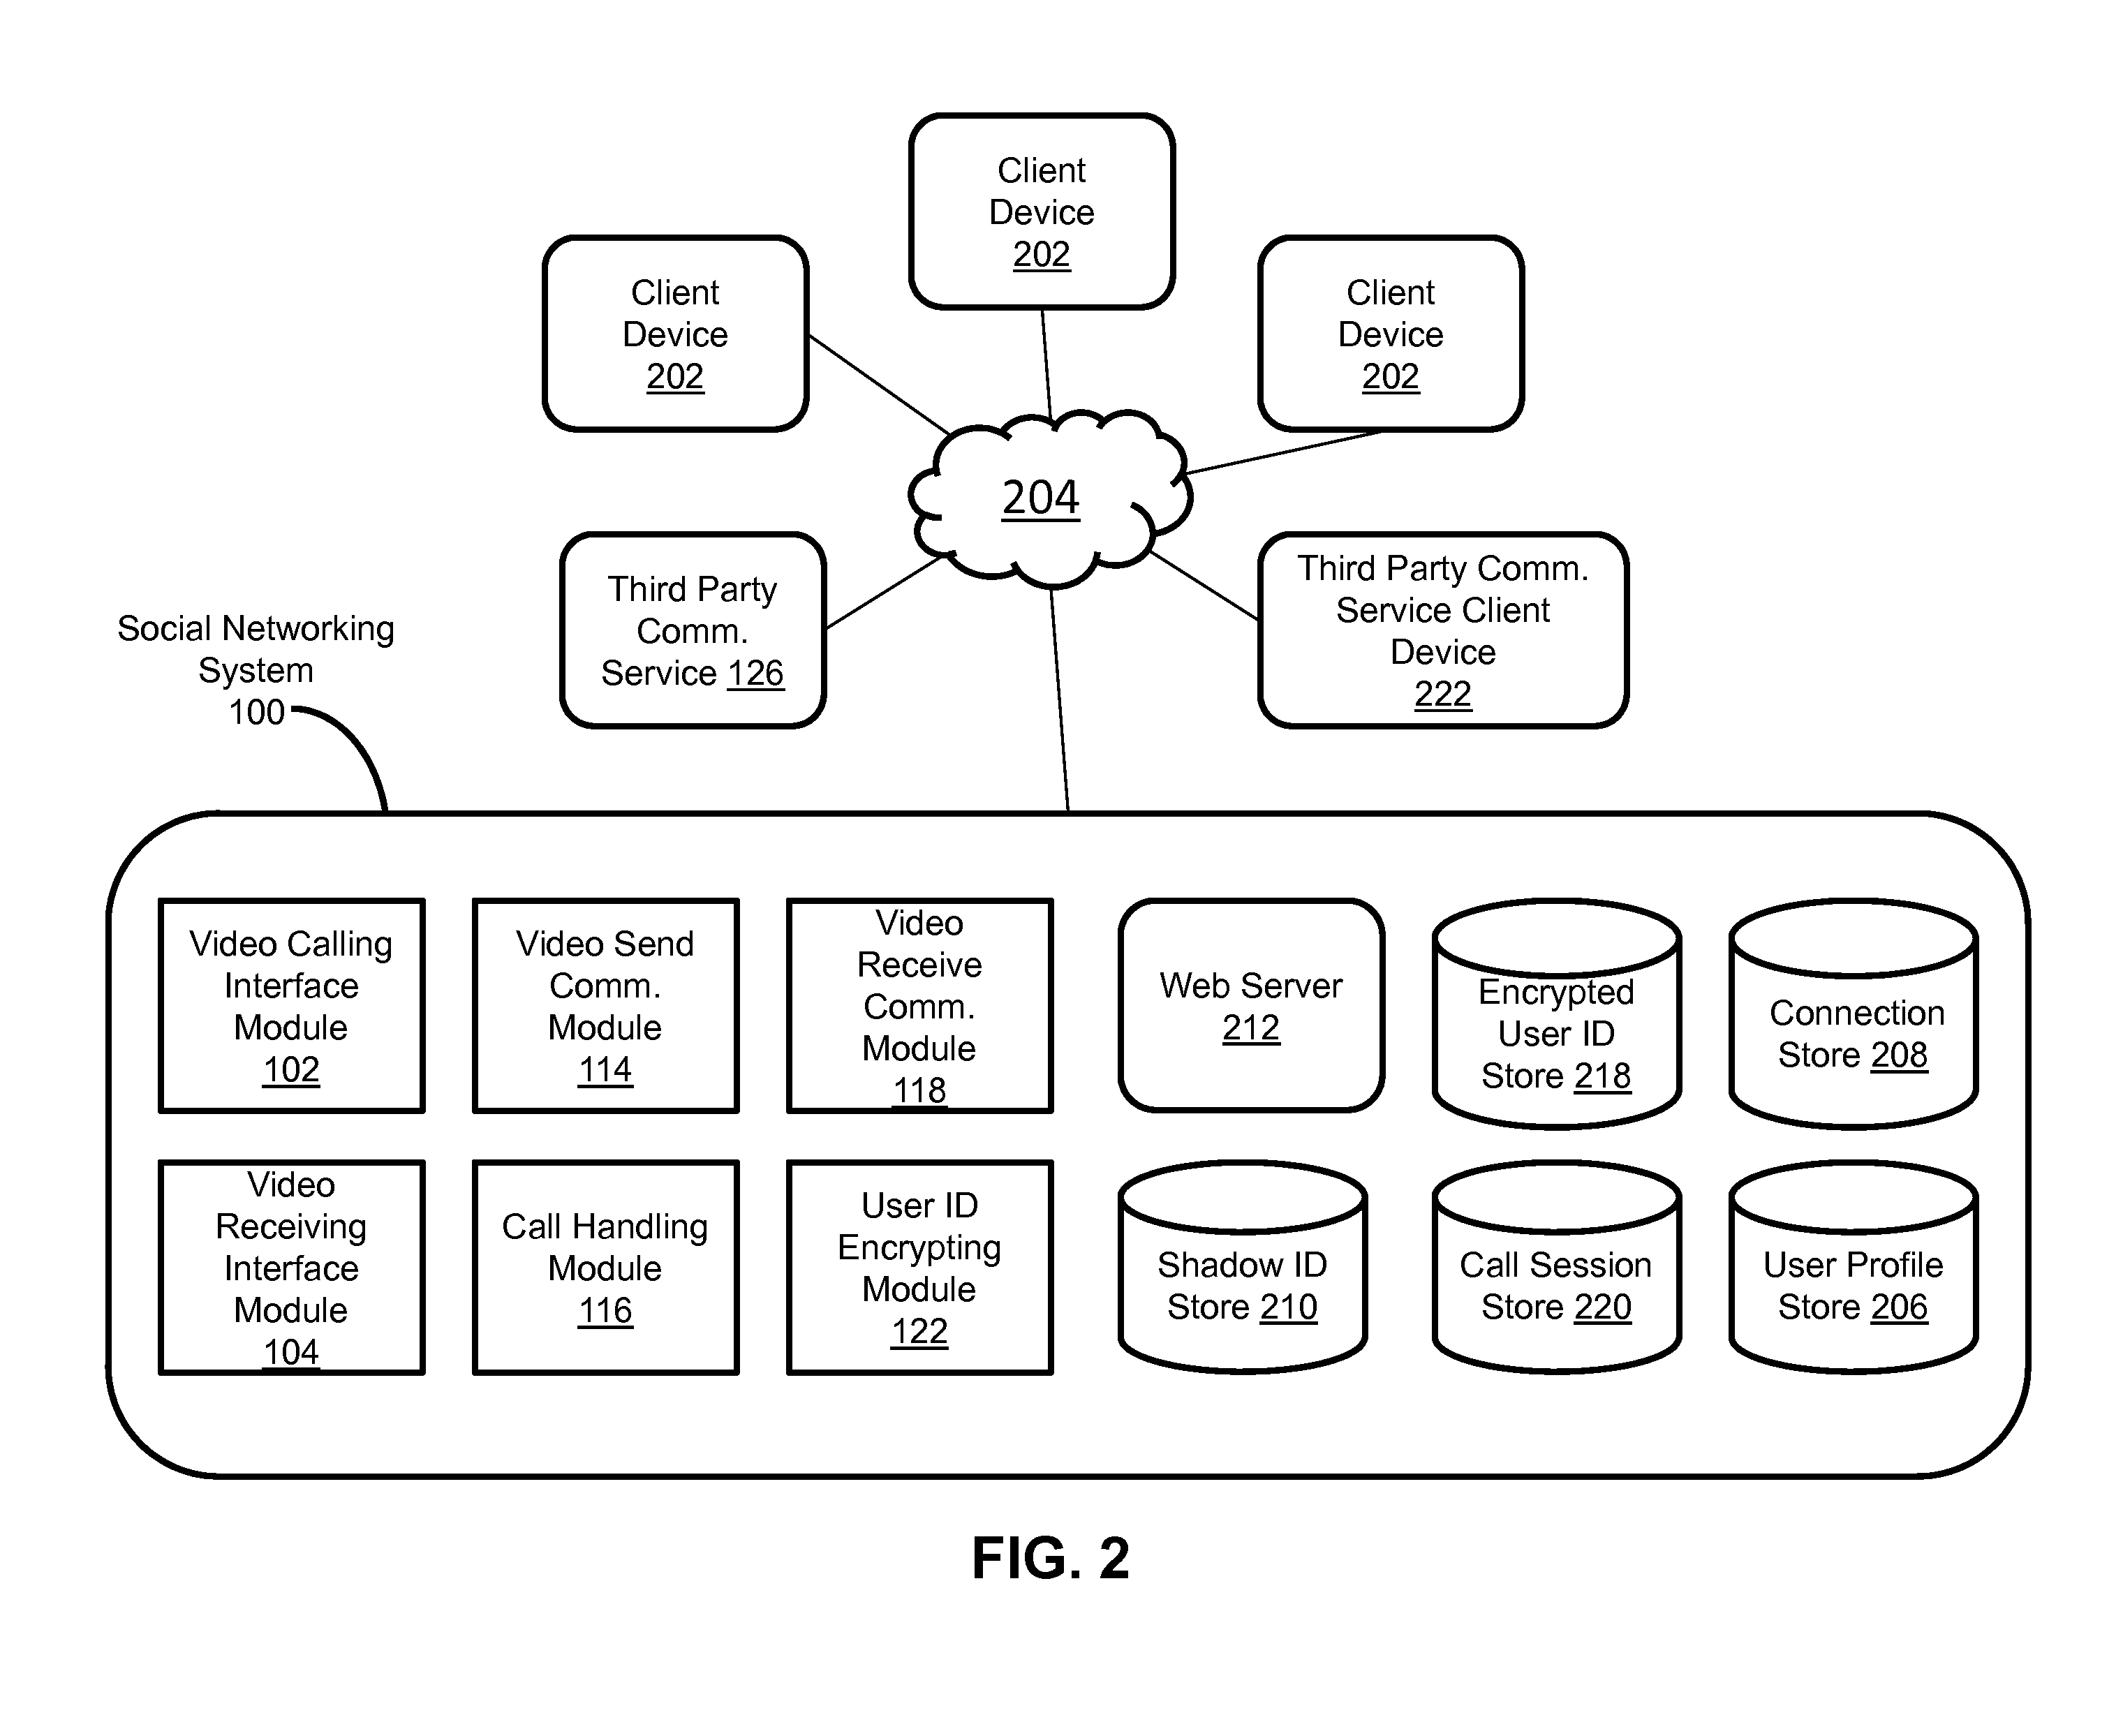 Client
Device
202
Client
Device
202
Client
Device
202
204
Third Party
Comm.
Service 126
Third Party Comm.
Service Client
Device
222
Social Networking
System
100
Video Calling
Interface
Module
102
Video Send
Comm.
Module
114
Video
Receive
Comm.
Module
118
Web Server
212
Encrypted
User ID
Store 218
Connection
Store 208
Video
Receiving
Interface
Module
104
Call Handling
Module
116
User ID
Encrypting
Module
122
Shadow ID
Store 210
Call Session
Store 220
User Profile
Store 206
FIG. 2